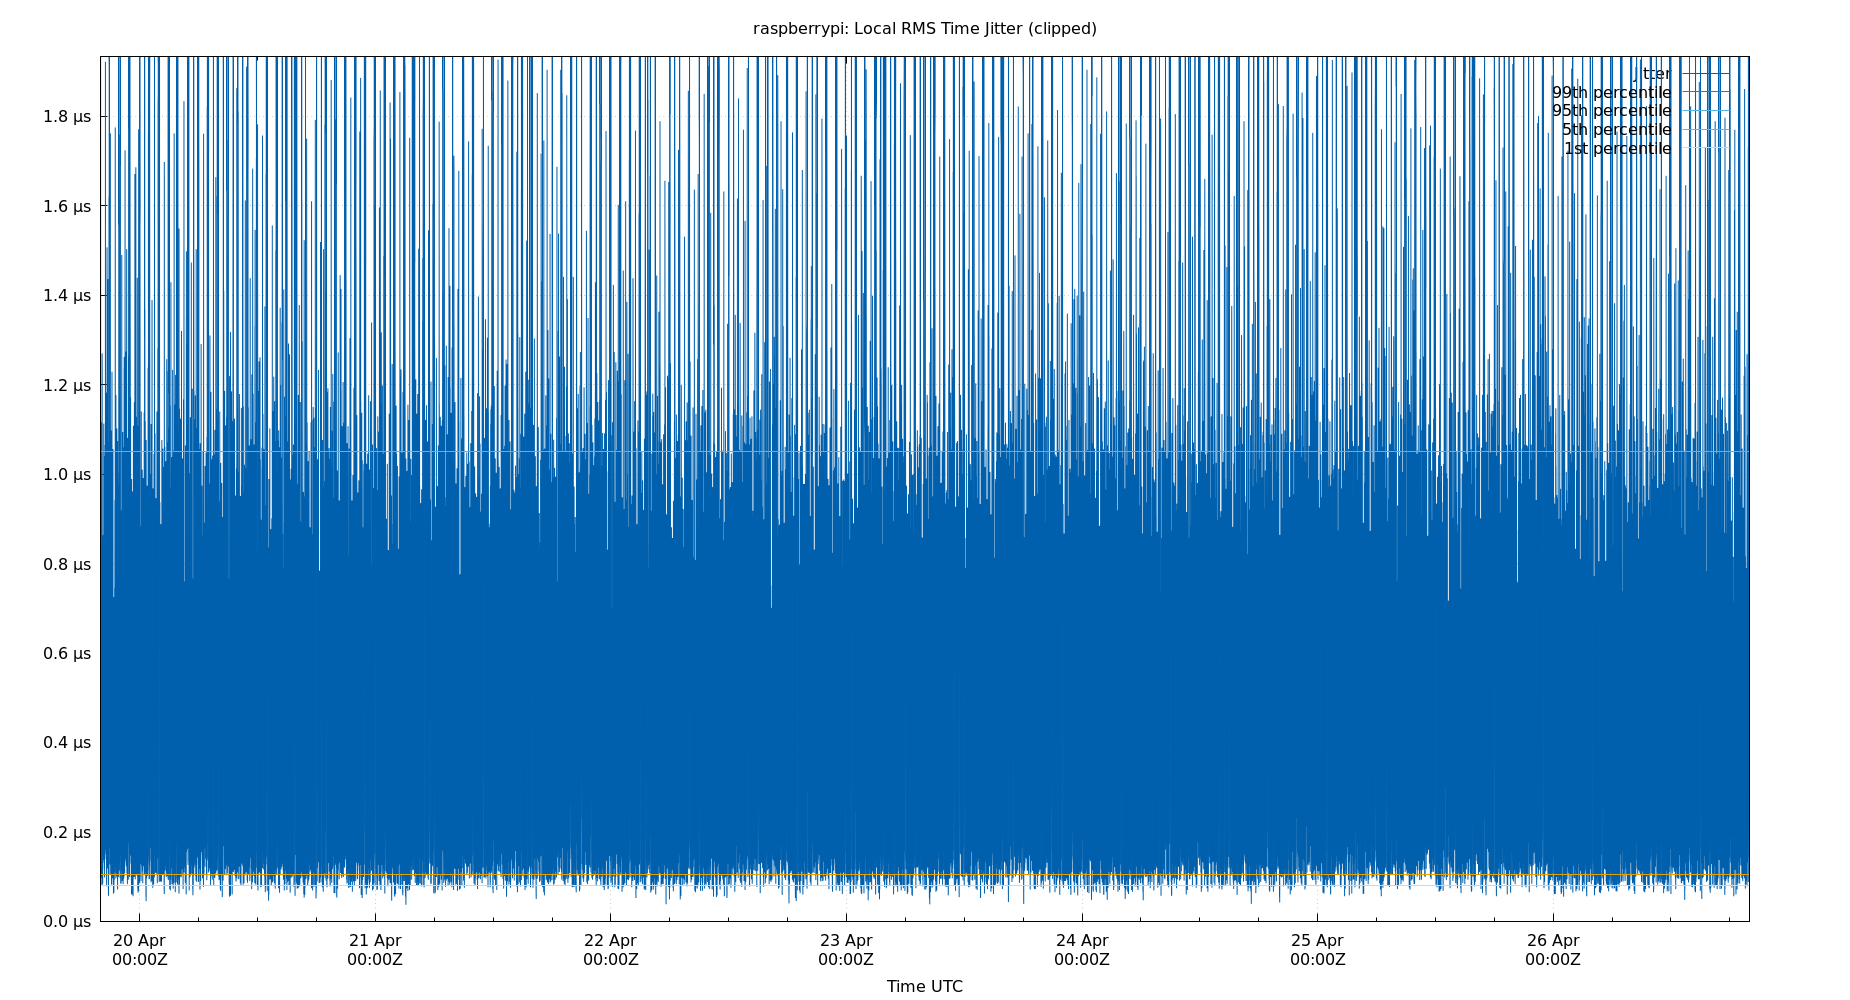 raspberrypi: Local RMS Time Jitter (clipped)
jitter
99th percentile
95th percentile
5th percentile
1st percentile
1.8 µs
1.6 µs
1.4 µs
1.2 µs
1.0 µs
0.8 µs
0.6 µs
0.4 µs
0.2 µs
0.0 µs
20 Apr 21 Apr 22 Apr 23 Apr 24 Apr 25 Apr 26 Apr
00:00Z 00:00Z 00:00Z 00:00Z 00:00Z 00:00Z 00:00Z
Time UTC